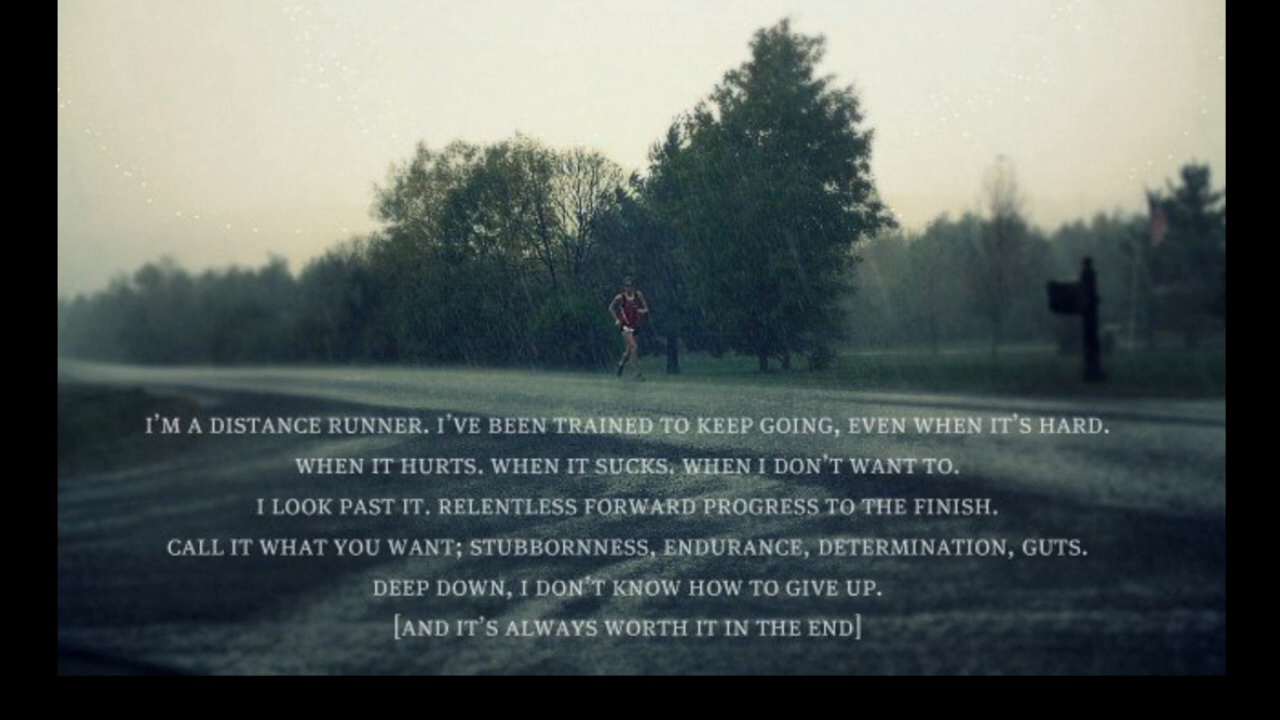 I'M A DISTANCE RUNNER. I'VE BEEN TRAINED TO KEEP GOING, EVEN WHEN IT'S HARD.
WHEN IT HURTS. WHEN IT SUCKS. WHEN I DON'T WANT TO.
I LOOK PAST IT. RELENTLESS FORWARD PROGRESS TO THE FINISH.
CALL IT WHAT YOU WANT; STUBBORNNESS, ENDURANCE, DETERMINATION, GUTS.
DEEP DOWN, I DON'T KNOW HOW TO GIVE UP.
[AND IT'S ALWAYS WORTH IT IN THE END]